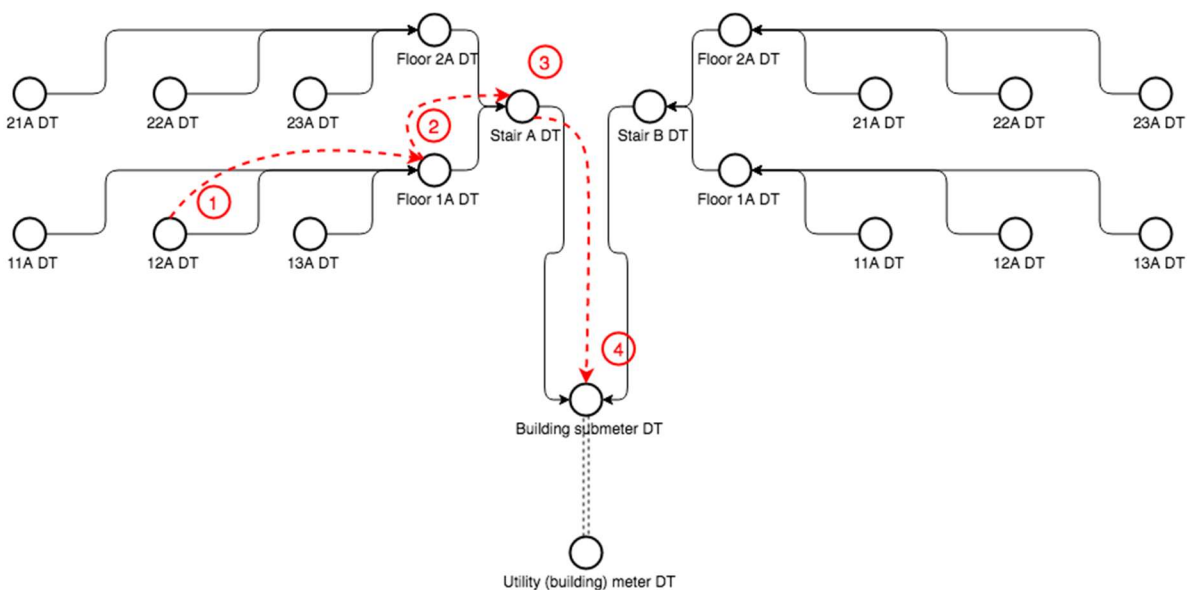 Floor 2A DT
3
Floor 2A DT
21A DT
22A DT
23A DT
2
Stair A DT
Stair B DT
21A DT
22A DT
23A DT
1
Floor 1A DT
Floor 1A DT
11A DT
12A DT
13A DT
11A DT
12A DT
13A DT
4
Building submeter DT
Utility (building) meter DT